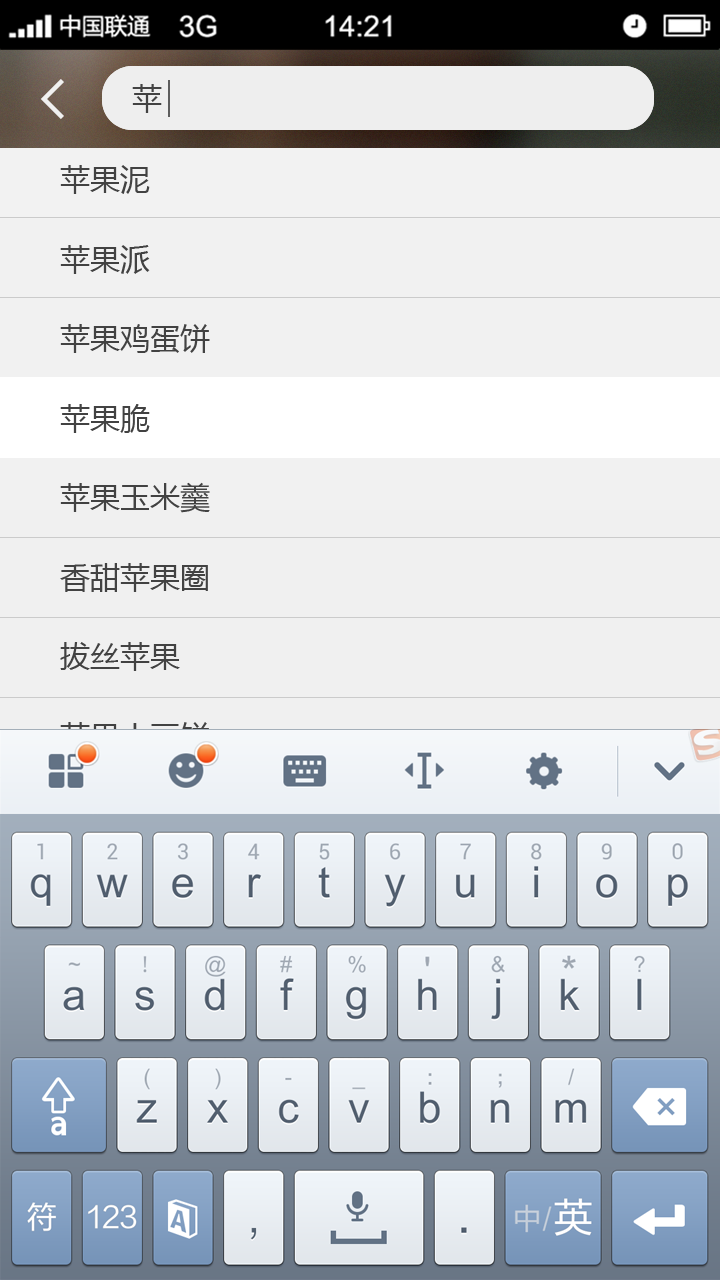 中国联通 3G 14:21
苹
苹果泥
苹果派
苹果鸡蛋饼
苹果脆
苹果玉米羹
香甜苹果圈
拔丝苹果
1 2 3 4 5 6 7 8 9 0
q w e r t y u i o p
~ ! @ # % ' & * ?
a s d f g h j k l
( ) - _ : ; /
a z x c v b n m
符 123 A , . 中/英